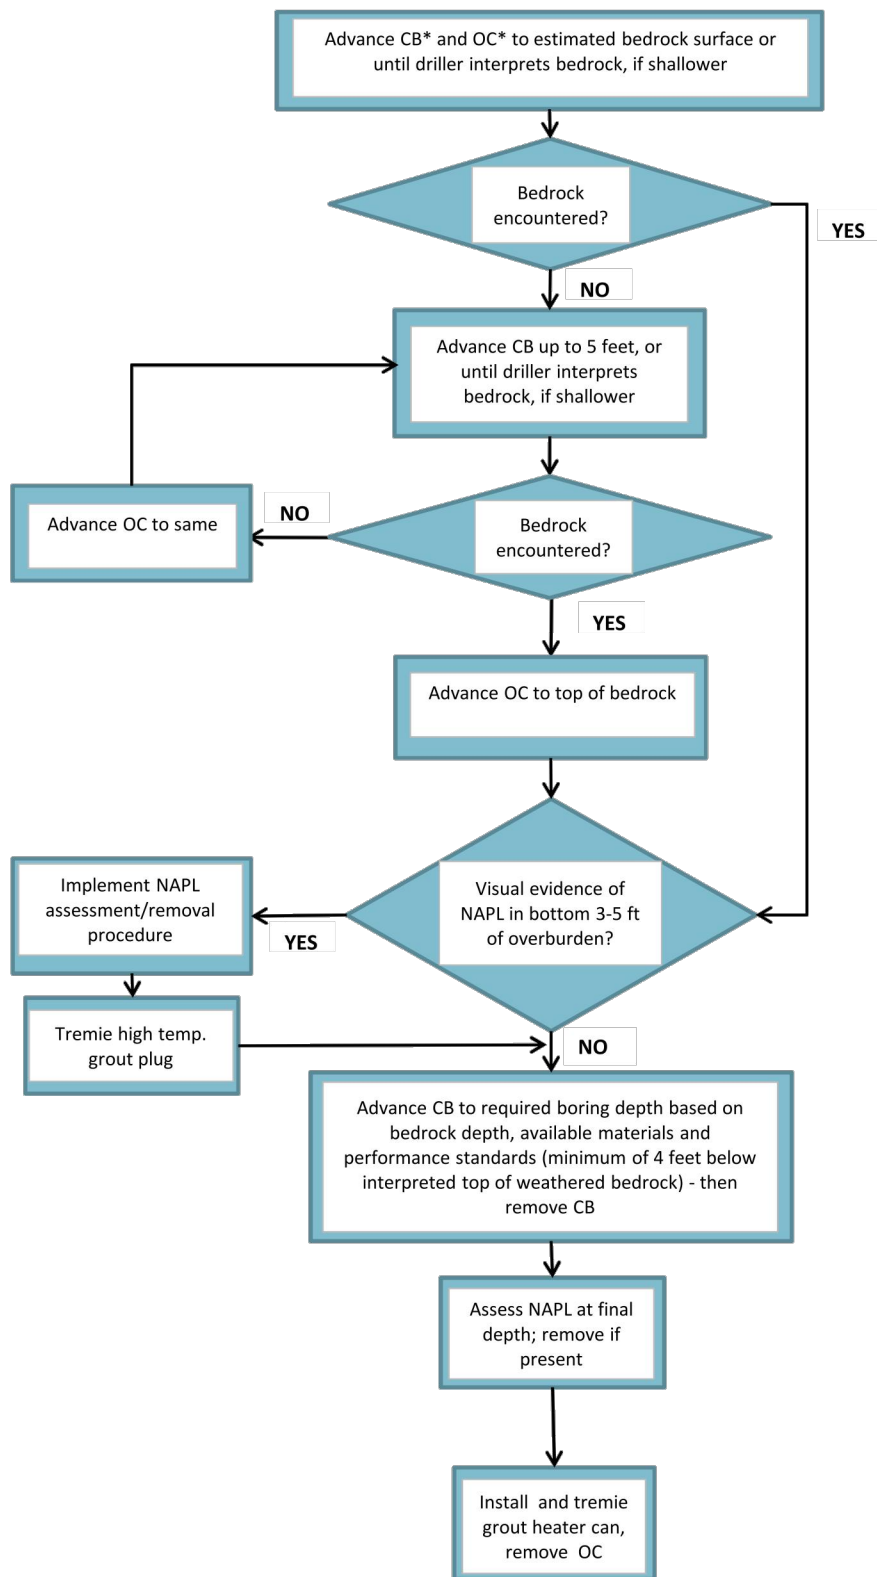 Advance CB* and OC* to estimated bedrock surface or
until driller interprets bedrock, if shallower
Bedrock
encountered?
YES
NO
Advance CB up to 5 feet, or
until driller interprets
bedrock, if shallower
Advance OC to same
NO
Bedrock
encountered?
YES
Advance OC to top of bedrock
Implement NAPL
assessment/removal
procedure
YES
Visual evidence of
NAPL in bottom 3-5 ft
of overburden?
Tremie high temp.
grout plug
NO
Advance CB to required boring depth based on
bedrock depth, available materials and
performance standards (minimum of 4 feet below
interpreted top of weathered bedrock) - then
remove CB
Assess NAPL at final
depth; remove if
present
Install and tremie
grout heater can,
remove OC